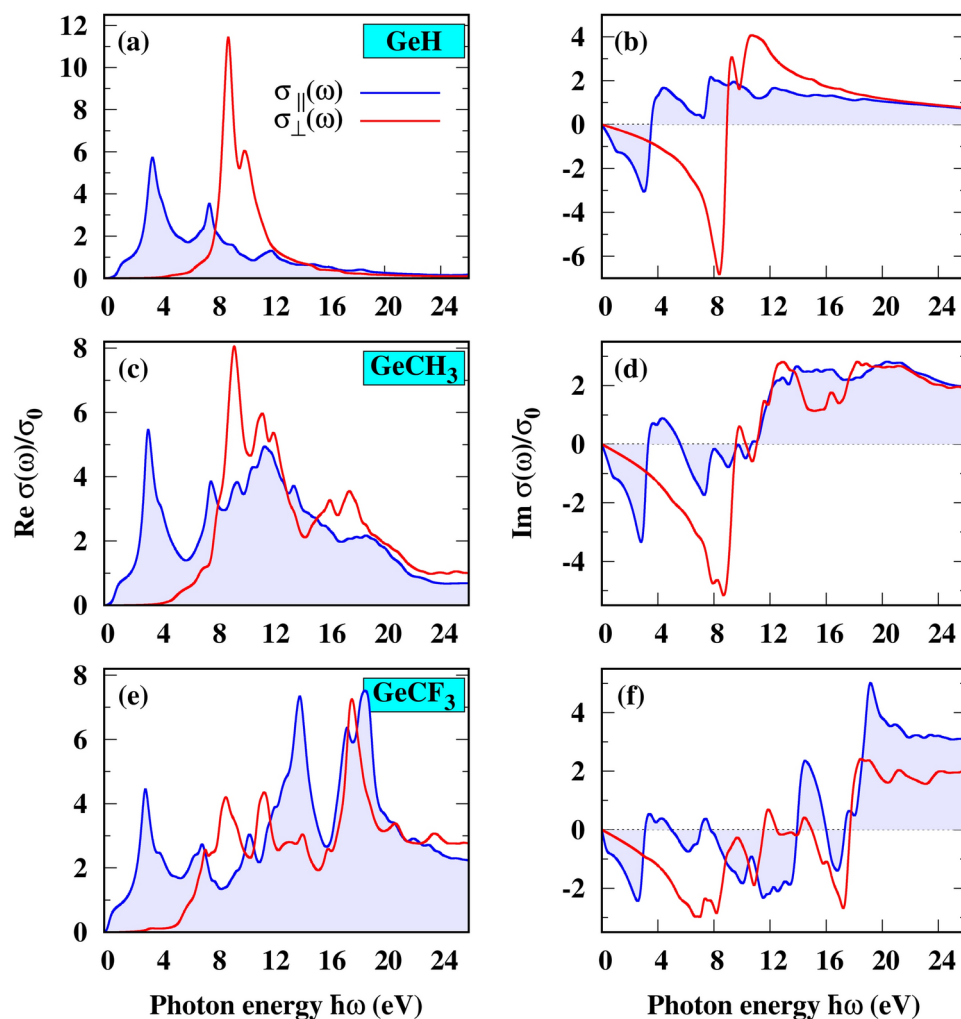 (a)
GeH
σ∥(ω)
σ⊥(ω)
12
10
8
6
4
2
0
0 4 8 12 16 20 24
(b)
4
2
0
-2
-4
-6
0 4 8 12 16 20 24
(c)
GeCH3
8
6
4
2
0
0 4 8 12 16 20 24
Re σ(ω)/σ0
(d)
2
0
-2
-4
0 4 8 12 16 20 24
Im σ(ω)/σ0
(e)
GeCF3
8
6
4
2
0
0 4 8 12 16 20 24
Photon energy ħω (eV)
(f)
4
2
0
-2
0 4 8 12 16 20 24
Photon energy ħω (eV)